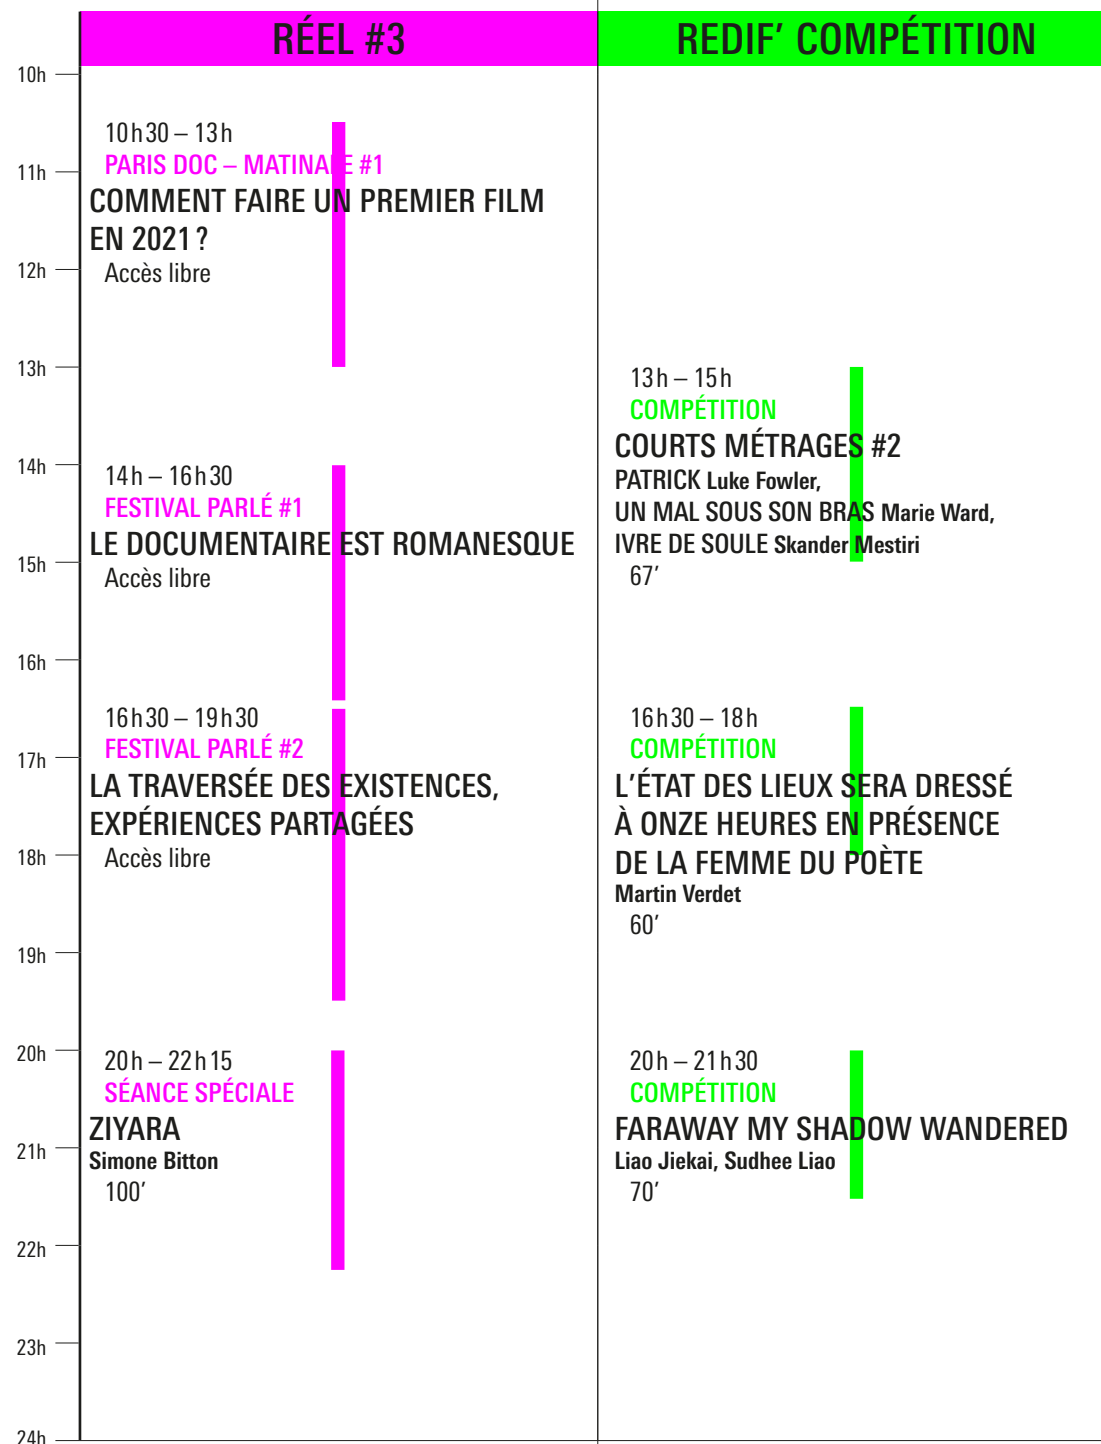 RÉEL #3
REDIF’ COMPÉTITION
10h
11h
12h
13h
14h
15h
16h
17h
18h
19h
20h
21h
22h
23h
24h
10h30 – 13h
PARIS DOC – MATINALE #1
COMMENT FAIRE UN PREMIER FILM
EN 2021 ?
Accès libre
14h – 16h30
FESTIVAL PARLÉ #1
LE DOCUMENTAIRE EST ROMANESQUE
Accès libre
16h30 – 19h30
FESTIVAL PARLÉ #2
LA TRAVERSÉE DES EXISTENCES,
EXPÉRIENCES PARTAGÉES
Accès libre
20h – 22h15
SÉANCE SPÉCIALE
ZIYARA
Simone Bitton
100’
13h – 15h
COMPÉTITION
COURTS MÉTRAGES #2
PATRICK Luke Fowler,
UN MAL SOUS SON BRAS Marie Ward,
IVRE DE SOULE Skander Mestiri
67’
16h30 – 18h
COMPÉTITION
L’ÉTAT DES LIEUX SERA DRESSÉ
À ONZE HEURES EN PRÉSENCE
DE LA FEMME DU POÈTE
Martin Verdet
60’
20h – 21h30
COMPÉTITION
FARAWAY MY SHADOW WANDERED
Liao Jiekai, Sudhee Liao
70’